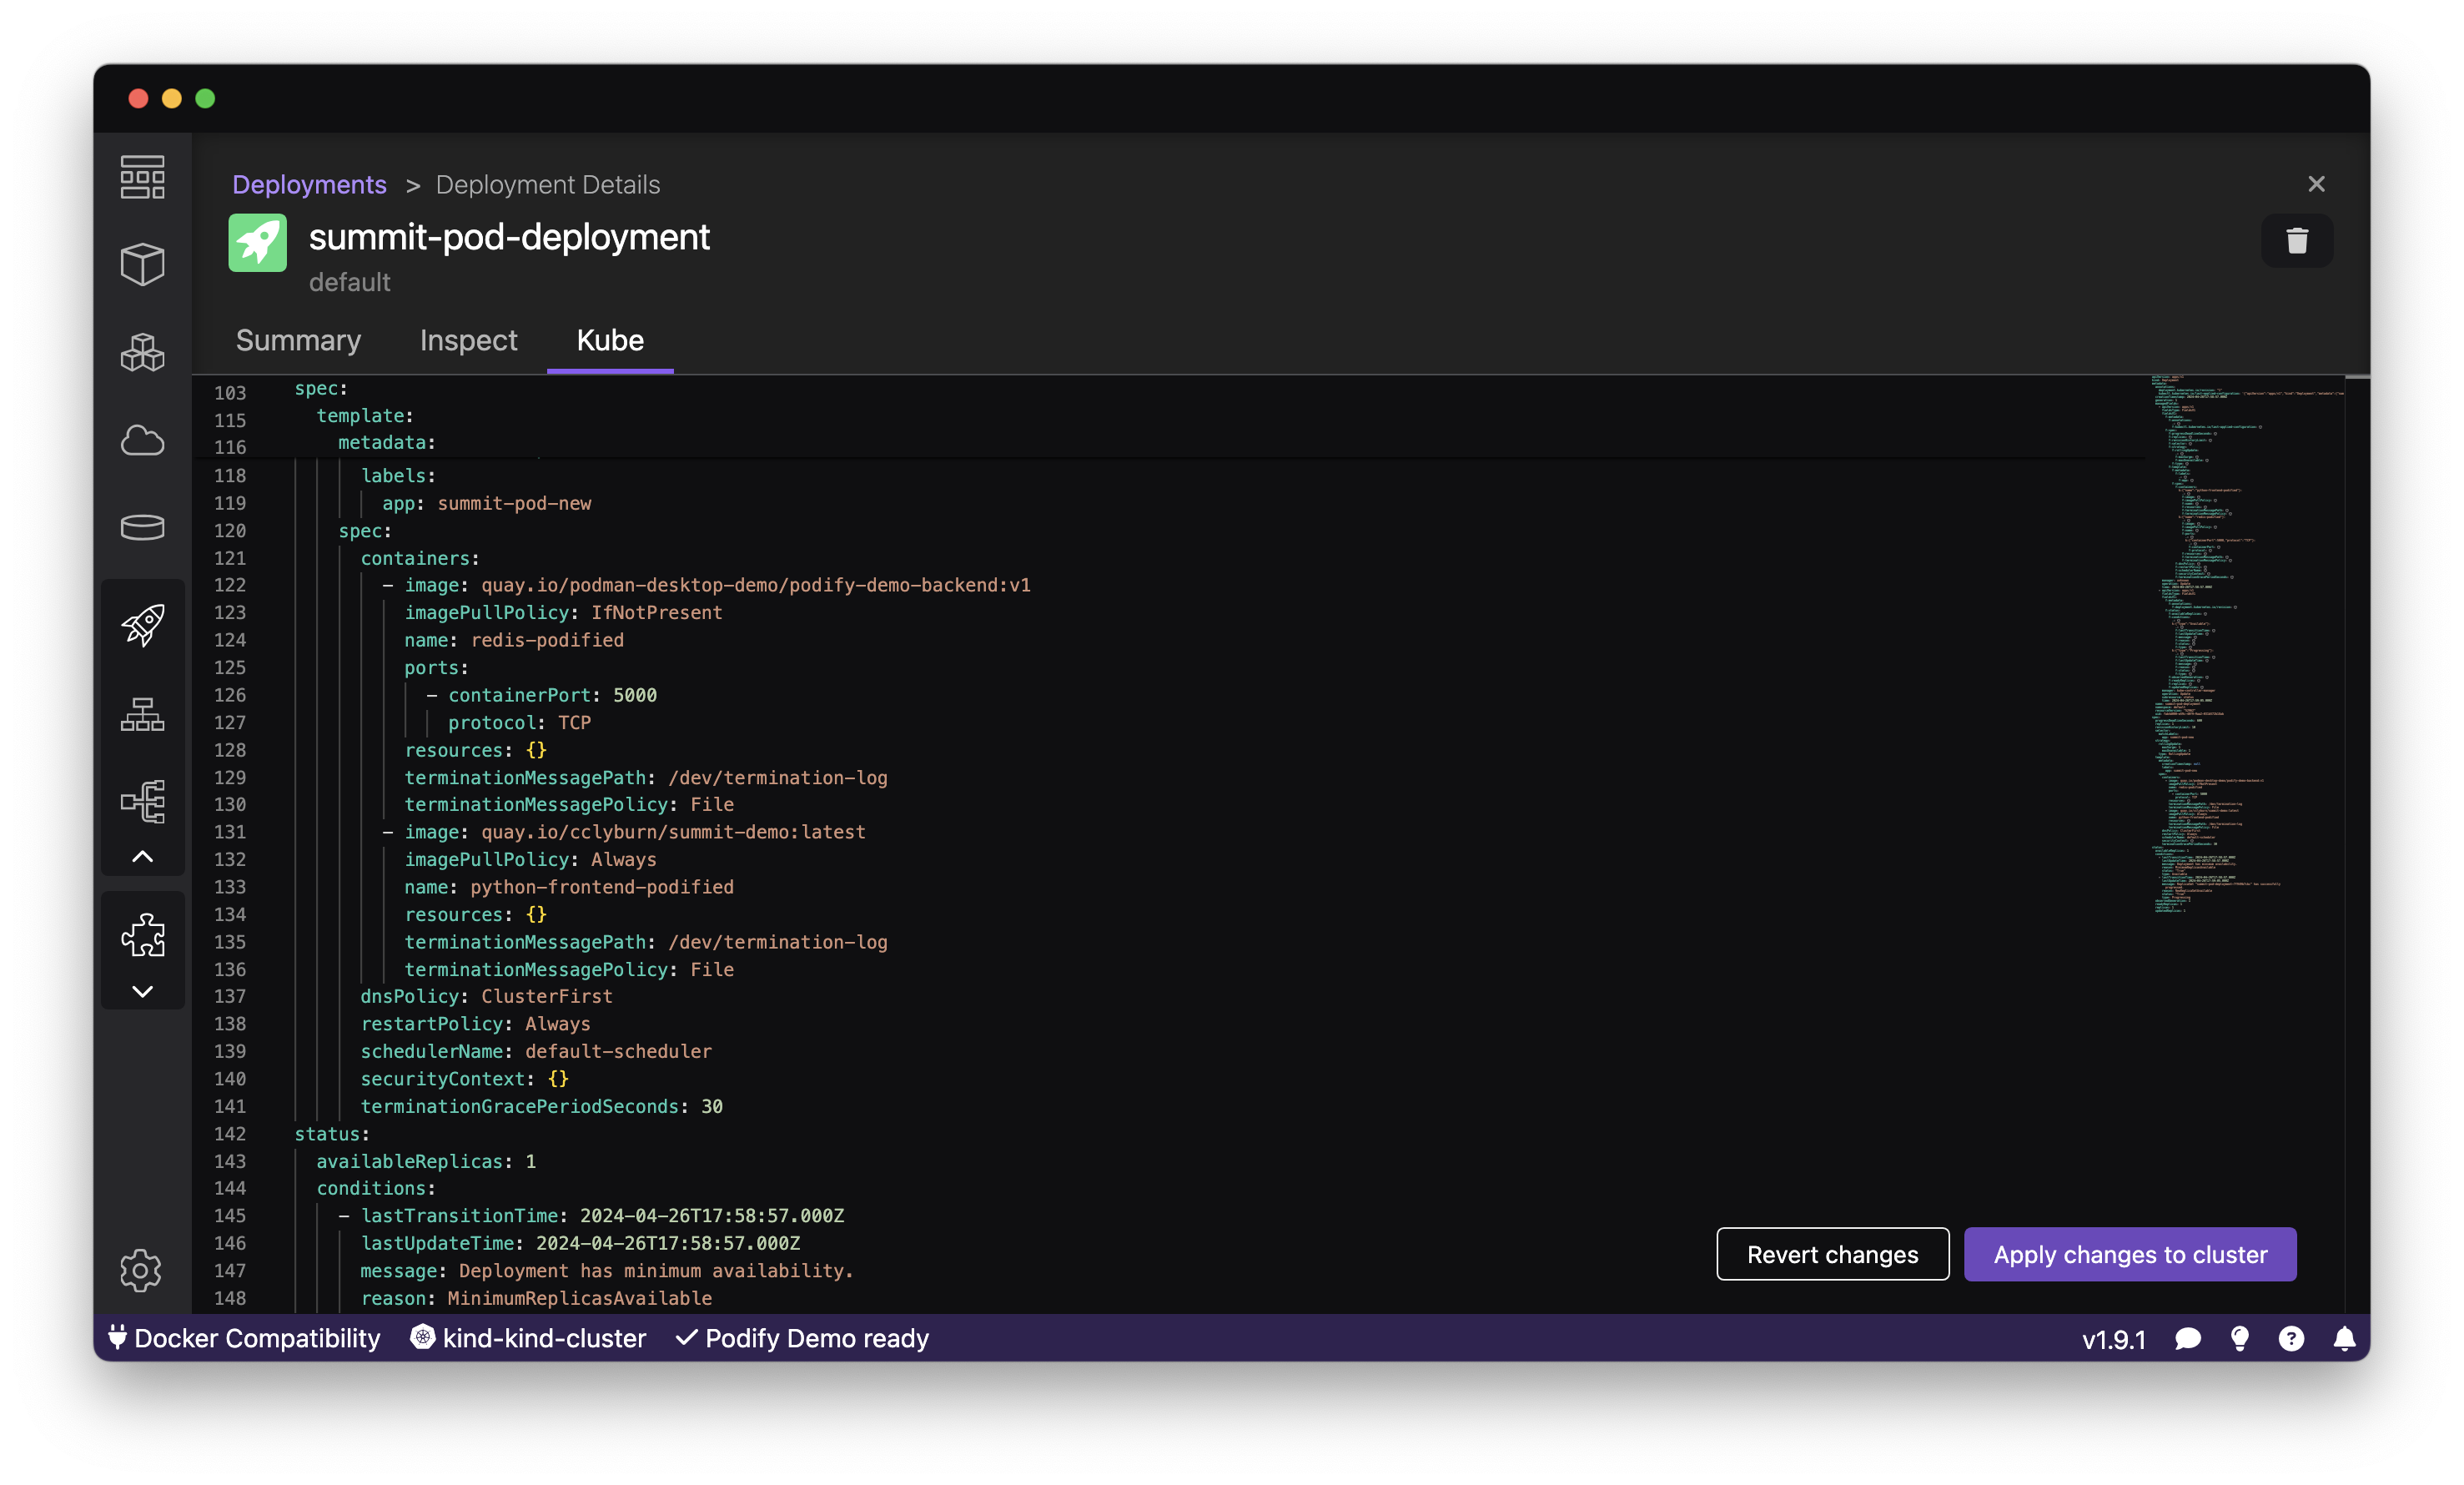 Deployments > Deployment Details
summit-pod-deployment
default
Summary Inspect Kube
103 spec:
115 template:
116 metadata:
118 labels:
119 app: summit-pod-new
120 spec:
121 containers:
122 - image: quay.io/podman-desktop-demo/podify-demo-backend:v1
123 imagePullPolicy: IfNotPresent
124 name: redis-podified
125 ports:
126 - containerPort: 5000
127 protocol: TCP
128 resources: {}
129 terminationMessagePath: /dev/termination-log
130 terminationMessagePolicy: File
131 - image: quay.io/cclyburn/summit-demo:latest
132 imagePullPolicy: Always
133 name: python-frontend-podified
134 resources: {}
135 terminationMessagePath: /dev/termination-log
136 terminationMessagePolicy: File
137 dnsPolicy: ClusterFirst
138 restartPolicy: Always
139 schedulerName: default-scheduler
140 securityContext: {}
141 terminationGracePeriodSeconds: 30
142 status:
143 availableReplicas: 1
144 conditions:
145 - lastTransitionTime: 2024-04-26T17:58:57.000Z
146 lastUpdateTime: 2024-04-26T17:58:57.000Z
147 message: Deployment has minimum availability.
148 reason: MinimumReplicasAvailable
Revert changes Apply changes to cluster
Docker Compatibility kind-kind-cluster Podify Demo ready v1.9.1